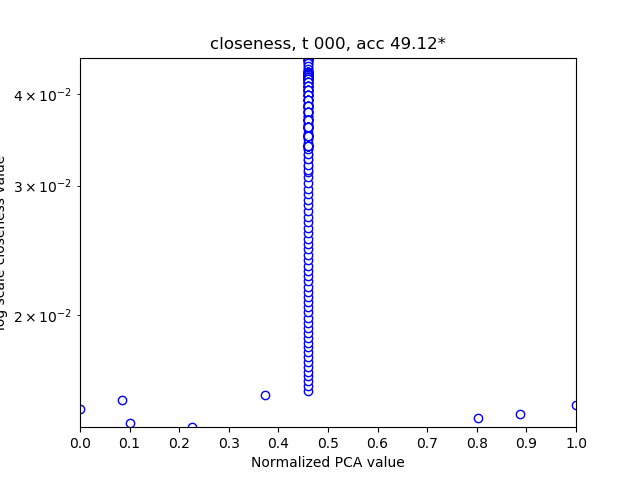 closeness, t 000, acc 49.12*
log scale closeness value
4 × 10⁻²
3 × 10⁻²
2 × 10⁻²
0.0 0.1 0.2 0.3 0.4 0.5 0.6 0.7 0.8 0.9 1.0
Normalized PCA value